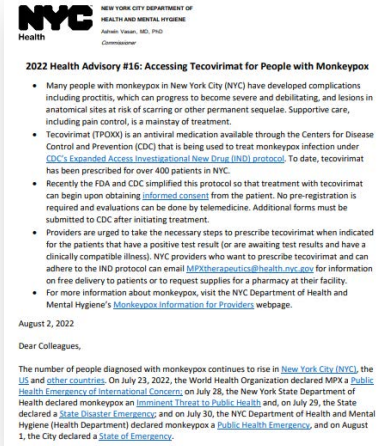 NYC
Health
NEW YORK CITY DEPARTMENT OF
HEALTH AND MENTAL HYGIENE
Ashwin Vasan, MD, PhD
Commissioner
2022 Health Advisory #16: Accessing Tecovirimat for People with Monkeypox
• Many people with monkeypox in New York City (NYC) have developed complications
including proctitis, which can progress to become severe and debilitating, and lesions in
anatomical sites at risk of scarring or other permanent sequelae. Supportive care,
including pain control, is a mainstay of treatment.
• Tecovirimat (TPOXX) is an antiviral medication available through the Centers for Disease
Control and Prevention (CDC) that is being used to treat monkeypox infection under
CDC's Expanded Access Investigational New Drug (IND) protocol. To date, tecovirimat
has been prescribed for over 400 patients in NYC.
• Recently the FDA and CDC simplified this protocol so that treatment with tecovirimat
can begin upon obtaining informed consent from the patient. No pre-registration is
required and evaluations can be done by telemedicine. Additional forms must be
submitted to CDC after initiating treatment.
• Providers are urged to take the necessary steps to prescribe tecovirimat when indicated
for the patients that have a positive test result (or are awaiting test results and have a
clinically compatible illness). NYC providers who want to prescribe tecovirimat and can
adhere to the IND protocol can email MPXtherapeutics@health.nyc.gov for information
on free delivery to patients or to request supplies for a pharmacy at their facility.
• For more information about monkeypox, visit the NYC Department of Health and
Mental Hygiene's Monkeypox Information for Providers webpage.
August 2, 2022
Dear Colleagues,
The number of people diagnosed with monkeypox continues to rise in New York City (NYC), the
US and other countries. On July 23, 2022, the World Health Organization declared MPX a Public
Health Emergency of International Concern; on July 28, the New York State Department of
Health declared monkeypox an Imminent Threat to Public Health and, on July 29, the State
declared a State Disaster Emergency; and on July 30, the NYC Department of Health and Mental
Hygiene (Health Department) declared monkeypox a Public Health Emergency, and on August
1, the City declared a State of Emergency.